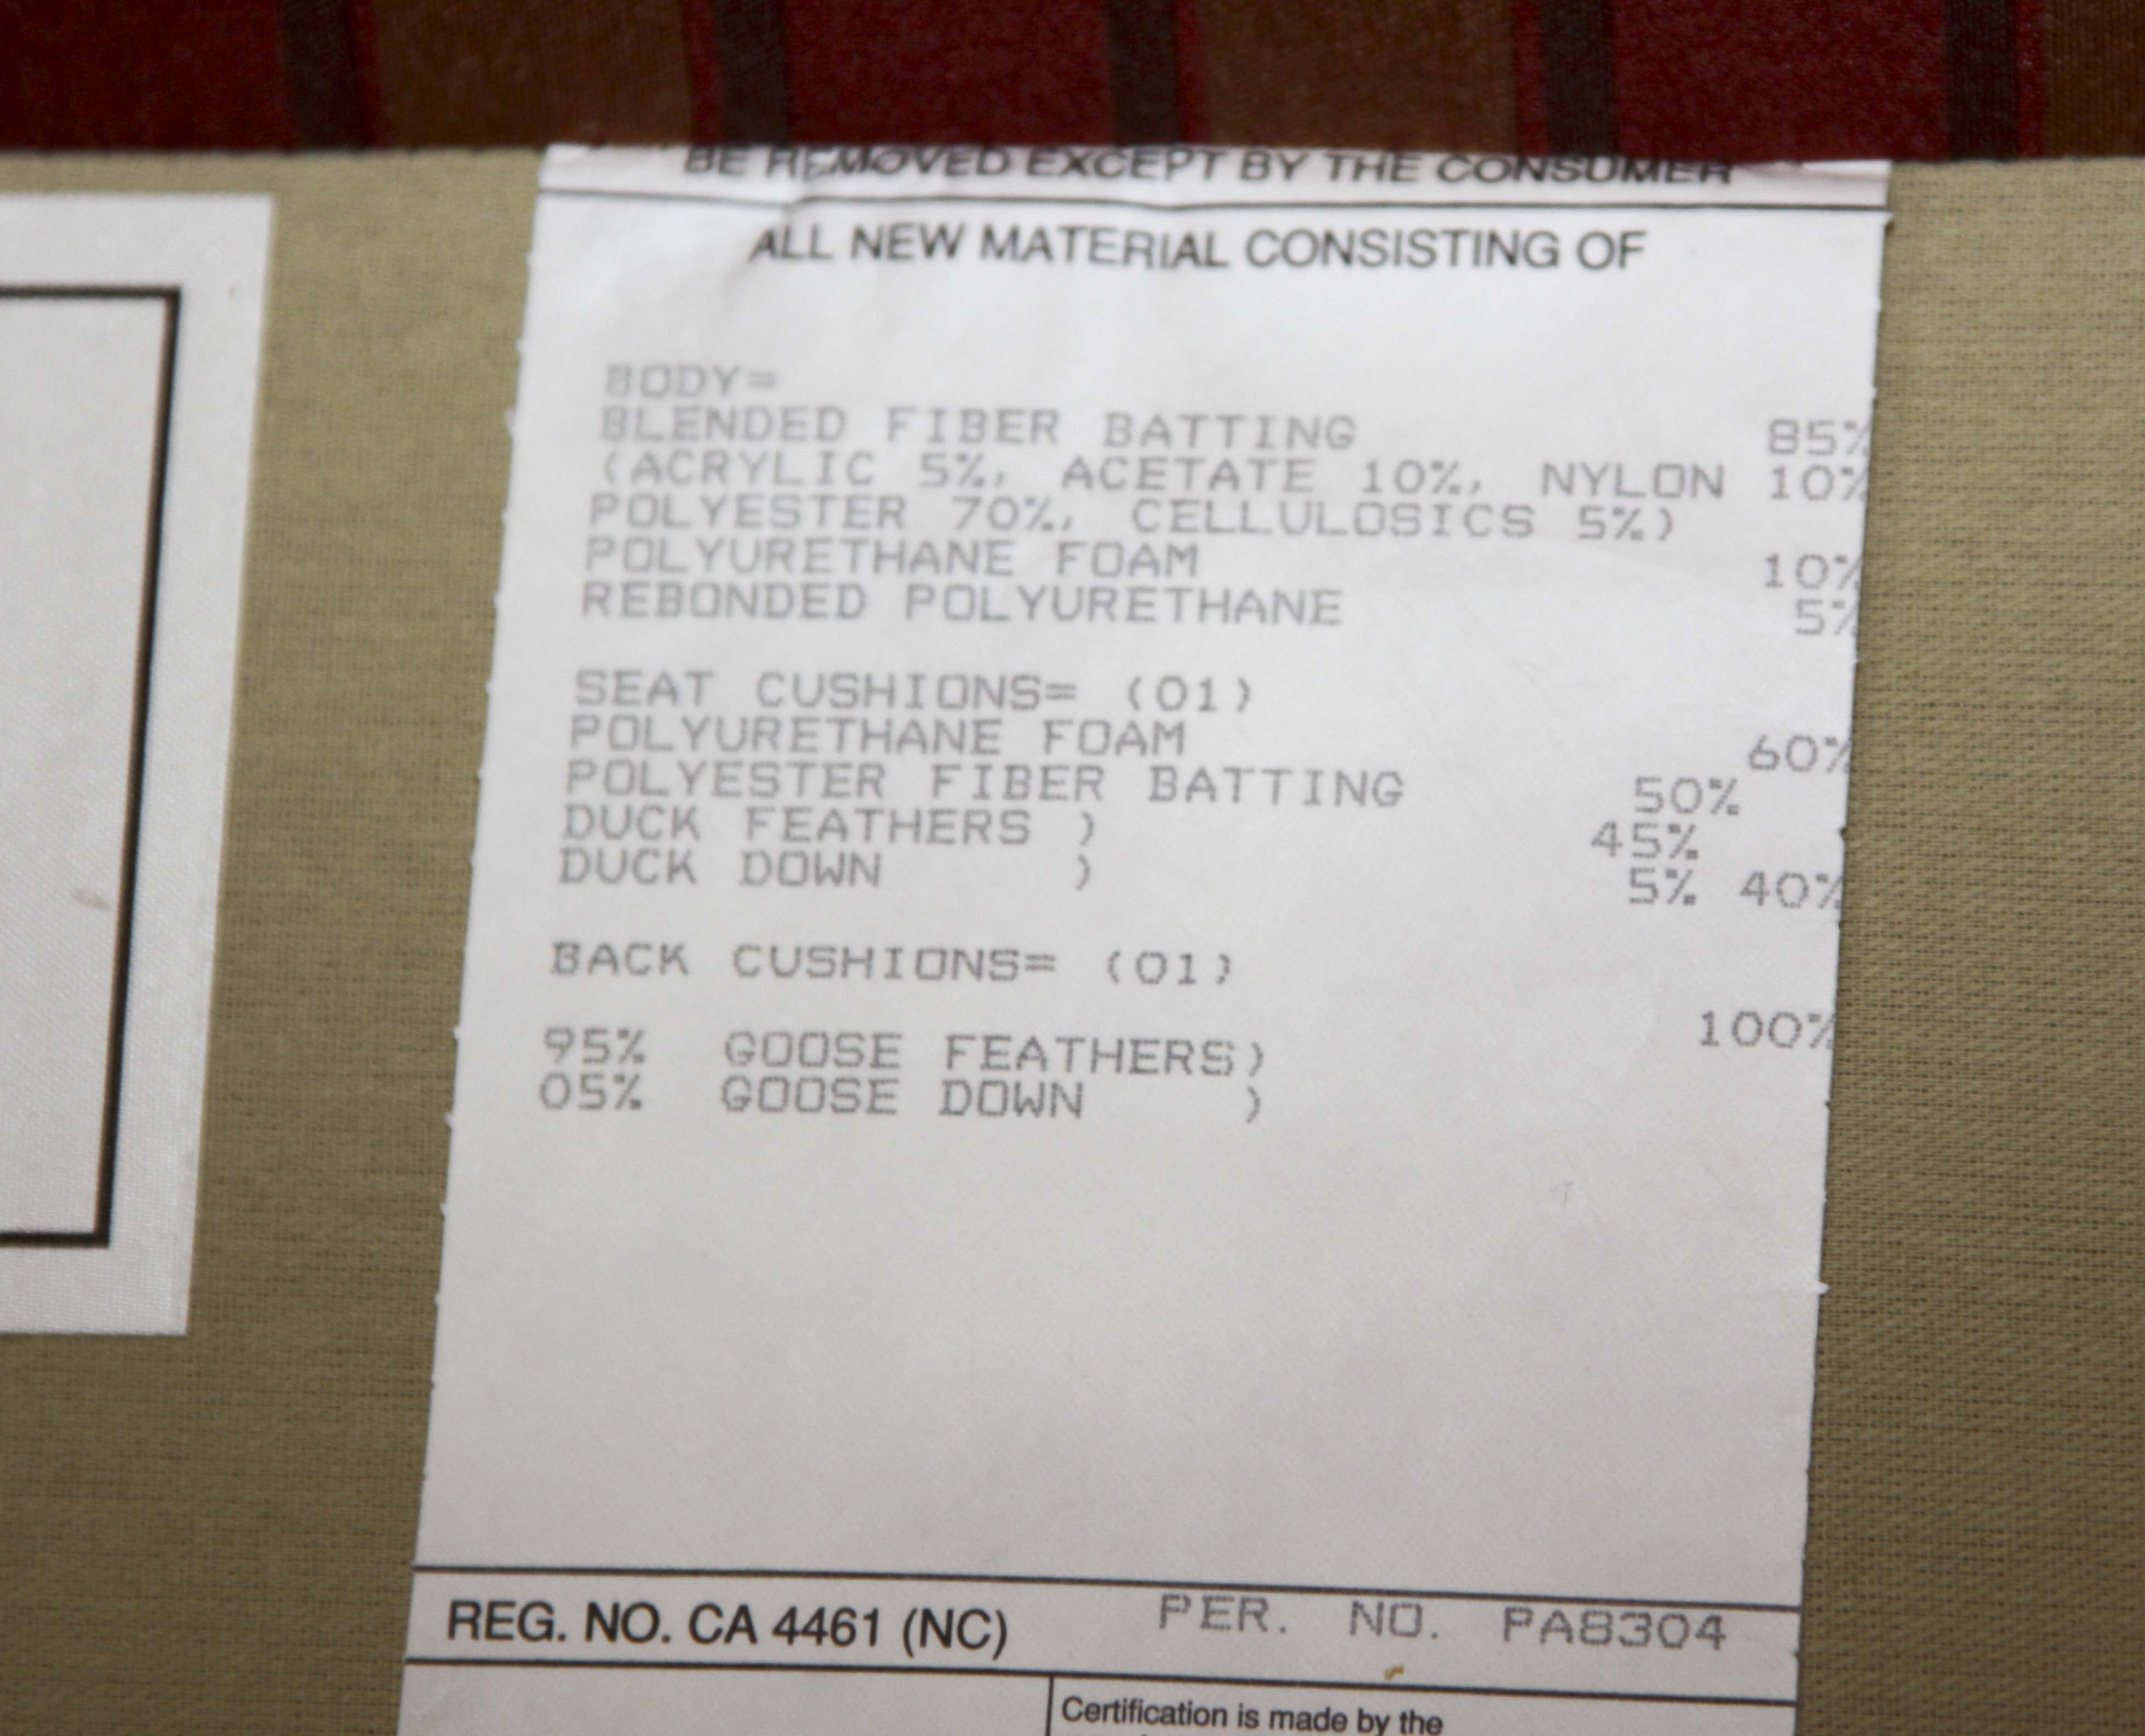 BE REMOVED EXCEPT BY THE CONSUMER
ALL NEW MATERIAL CONSISTING OF
BODY=
BLENDED FIBER BATTING 85%
(ACRYLIC 5%, ACETATE 10%, NYLON 10%
POLYESTER 70%, CELLULOSICS 5%)
POLYURETHANE FOAM 10%
REBONDED POLYURETHANE 5%
SEAT CUSHIONS= (01)
POLYURETHANE FOAM 60%
POLYESTER FIBER BATTING 50%
DUCK FEATHERS ) 45%
DUCK DOWN ) 5% 40%
BACK CUSHIONS= (01)
100%
95% GOOSE FEATHERS)
05% GOOSE DOWN )
REG. NO. CA 4461 (NC) PER. NO. PA8304
Certification is made by the